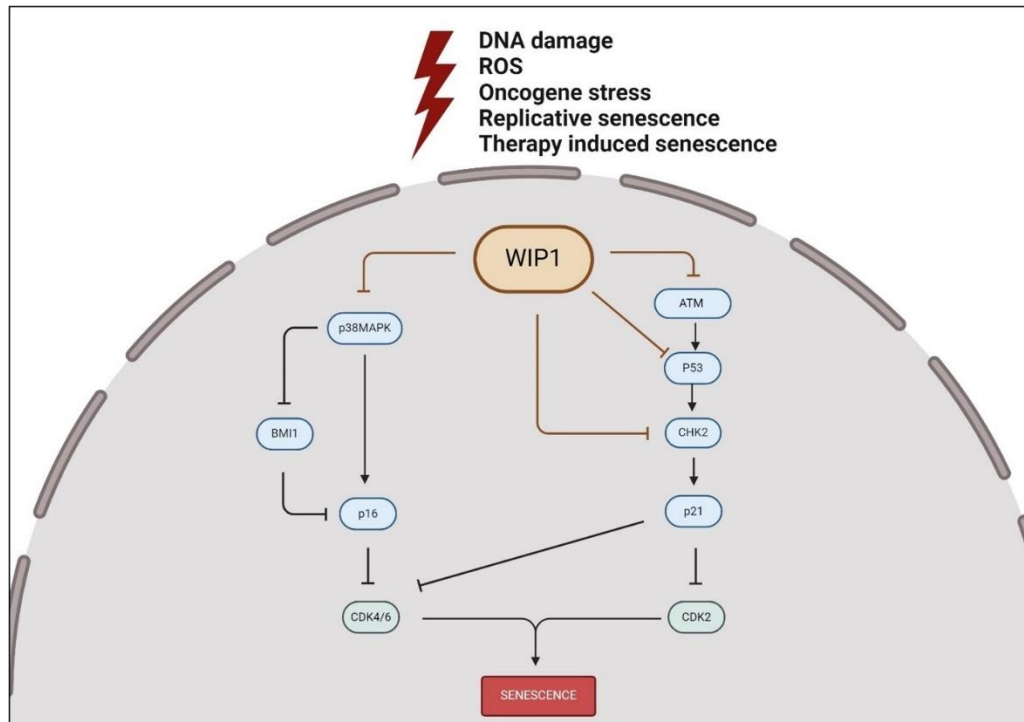 DNA damage
ROS
Oncogene stress
Replicative senescence
Therapy induced senescence
WIP1
ATM
p38MAPK
P53
BMI1
CHK2
p16
p21
CDK4/6
CDK2
SENESCENCE